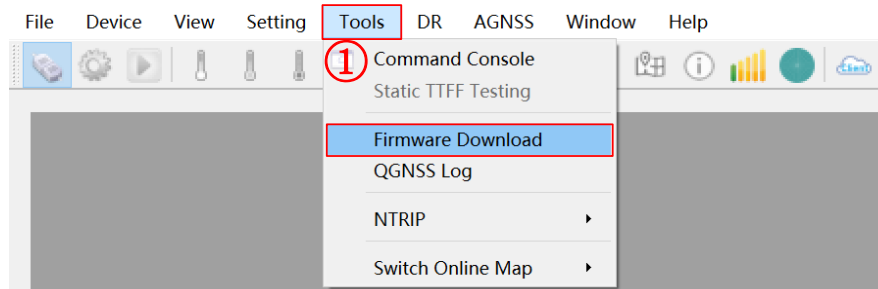 File Device View Setting Tools DR AGNSS Window Help
①
Command Console
Static TTFF Testing
Firmware Download
QGNSS Log
NTRIP
Switch Online Map
Client